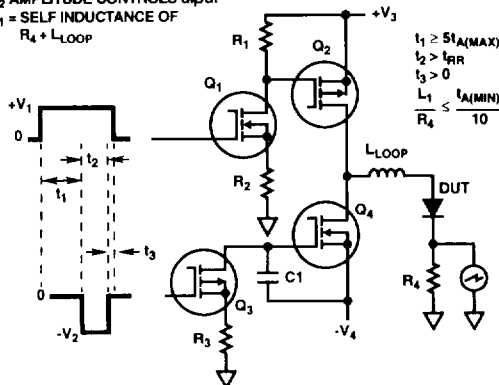 ₂ AMPLITUDE CONTROLS
₁ = SELF INDUCTANCE OF
R₄ + L_LOOP
+V₃
R₁
Q₂
t₁ ≥ 5t_A(MAX)
t₂ > t_RR
t₃ > 0
L₁/R₄ ≤ t_A(MIN)/10
Q₁
+V₁
0
t₂
t₁
t₃
R₂
L_LOOP
DUT
Q₄
C1
R₄
0
-V₂
Q₃
R₃
-V₄